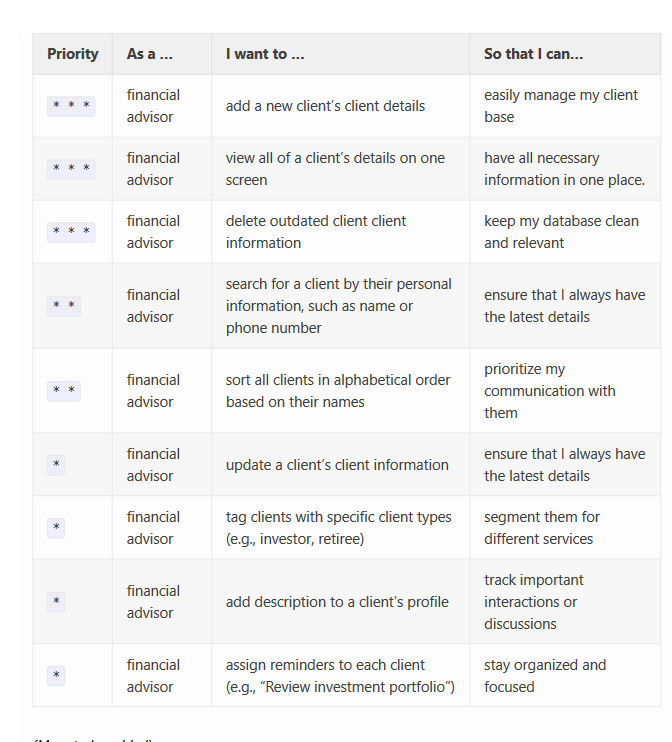 Priority As a … I want to … So that I can…
* * * financial advisor add a new client’s client details easily manage my client base
* * * financial advisor view all of a client’s details on one screen have all necessary information in one place.
* * * financial advisor delete outdated client client information keep my database clean and relevant
* * financial advisor search for a client by their personal information, such as name or phone number ensure that I always have the latest details
* * financial advisor sort all clients in alphabetical order based on their names prioritize my communication with them
* financial advisor update a client’s client information ensure that I always have the latest details
* financial advisor tag clients with specific client types (e.g., investor, retiree) segment them for different services
* financial advisor add description to a client’s profile track important interactions or discussions
* financial advisor assign reminders to each client (e.g., “Review investment portfolio”) stay organized and focused